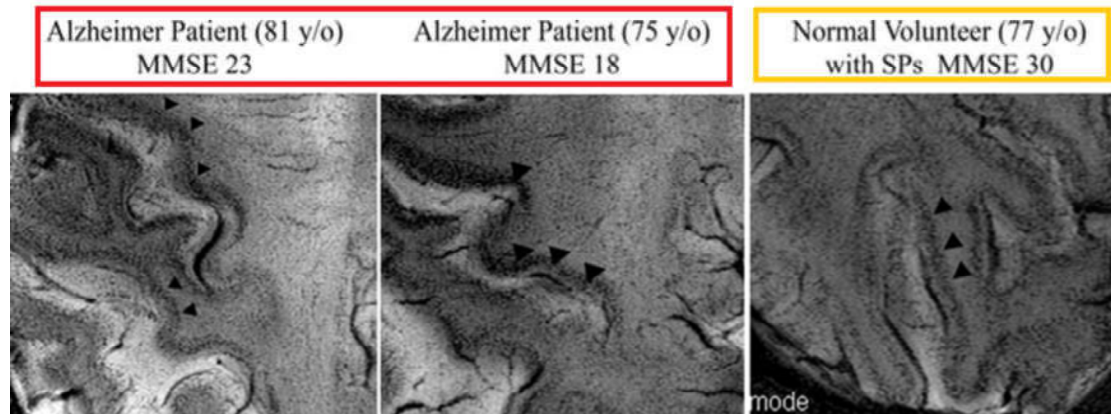 Alzheimer Patient (81 y/o)
MMSE 23
Alzheimer Patient (75 y/o)
MMSE 18
Normal Volunteer (77 y/o)
with SPs MMSE 30
mode